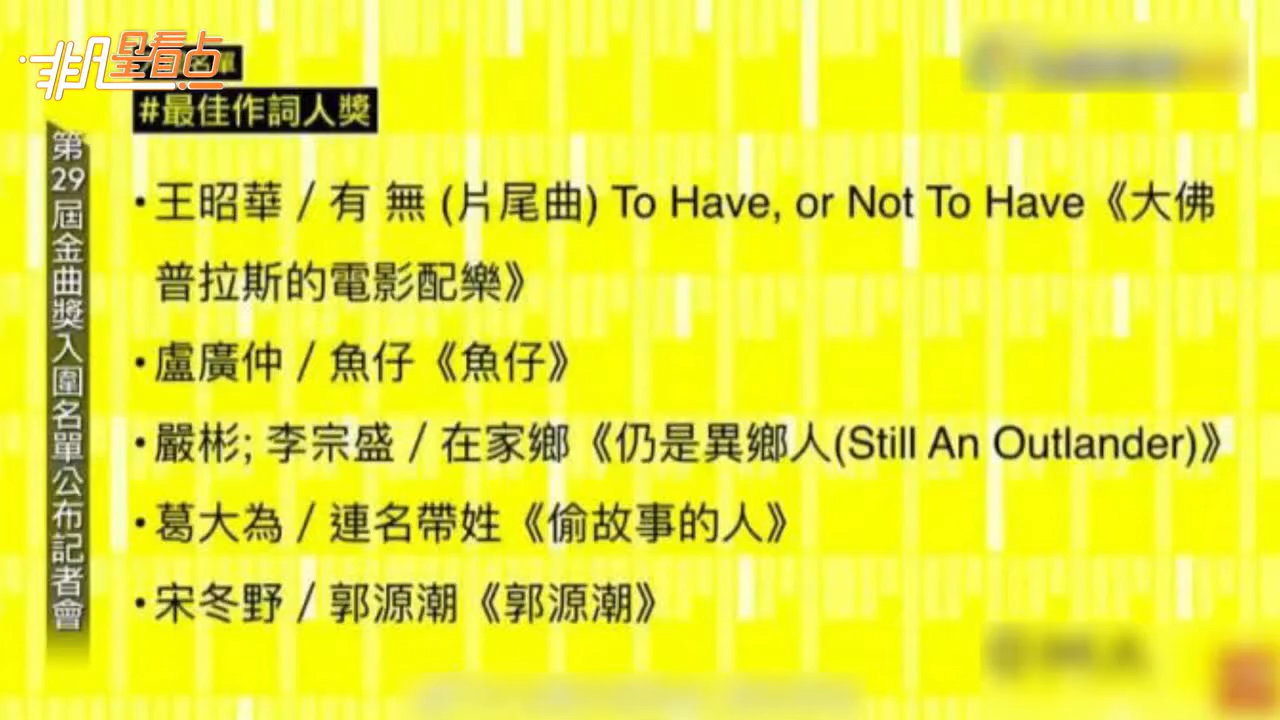 非凡星看点
名單
#最佳作詞人獎
第29屆金曲獎入圍名單公布記者會
•王昭華 / 有 無 (片尾曲) To Have, or Not To Have《大佛
普拉斯的電影配樂》
•盧廣仲 / 魚仔《魚仔》
•嚴彬; 李宗盛 / 在家鄉《仍是異鄉人(Still An Outlander)》
•葛大為 / 連名帶姓《偷故事的人》
•宋冬野 / 郭源潮《郭源潮》